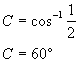 C = cos⁻¹ 1/2
C = 60°